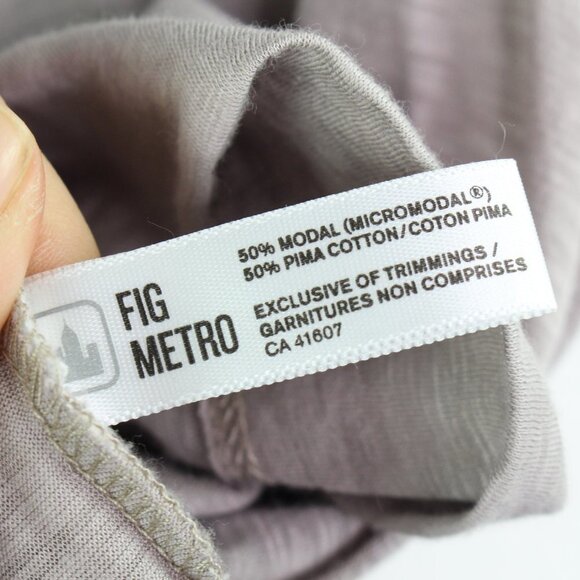 FIG
METRO
50% MODAL (MICROMODAL®)
50% PIMA COTTON/COTON PIMA
EXCLUSIVE OF TRIMMINGS/
GARNITURES NON COMPRISES
CA 41607